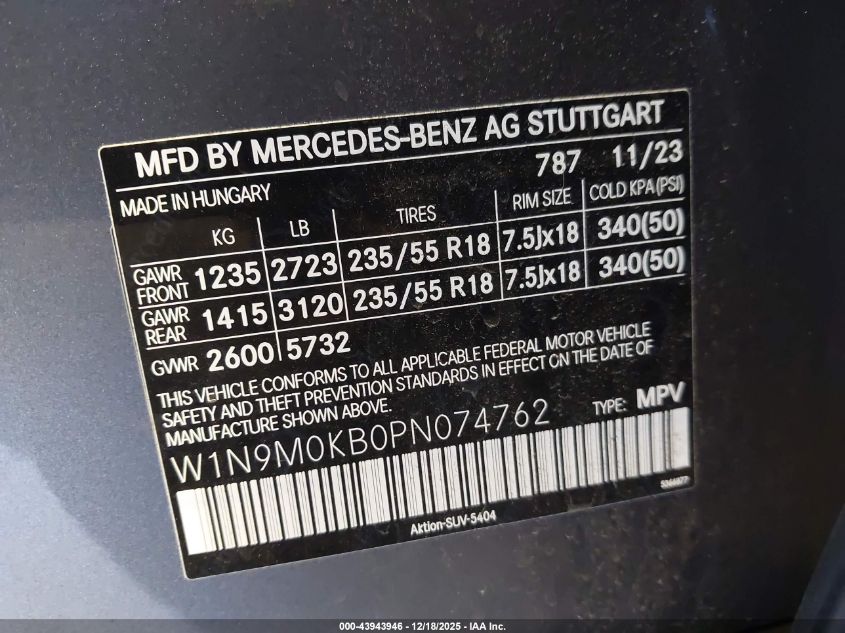 MFD BY MERCEDES-BENZ AG STUTTGART
787 11/23
MADE IN HUNGARY
KG LB TIRES RIM SIZE COLD KPA(PSI)
GAWR FRONT 1235 2723 235/55 R18 7.5Jx18 340(50)
GAWR REAR 1415 3120 235/55 R18 7.5Jx18 340(50)
GVWR 2600 5732
THIS VEHICLE CONFORMS TO ALL APPLICABLE FEDERAL MOTOR VEHICLE
SAFETY AND THEFT PREVENTION STANDARDS IN EFFECT ON THE DATE OF
MANUFACTURE SHOWN ABOVE.
W1N9M0KB0PN074762 TYPE: MPV
Aktion-SUV-5404
000-43943946 - 12/18/2025 - IAA Inc.